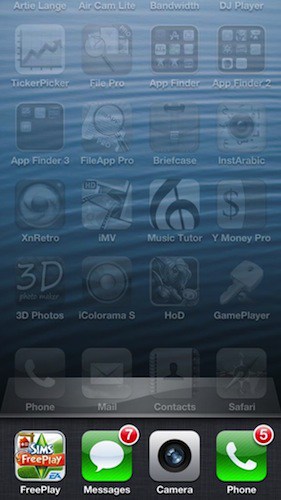 Artie Lange Air Cam Lite Bandwidth DJ Player
TickerPicker File Pro App Finder App Finder 2
App Finder 3 FileApp Pro Briefcase InstArabic
HD
XnRetro iMV Music Tutor Y Money Pro
3D
photo maker
3D Photos iColorama S HoD GamePlayer
Phone Mail Contacts Safari
7 5
THE SIMS
FREEPLAY
EA
FreePlay Messages Camera Phone